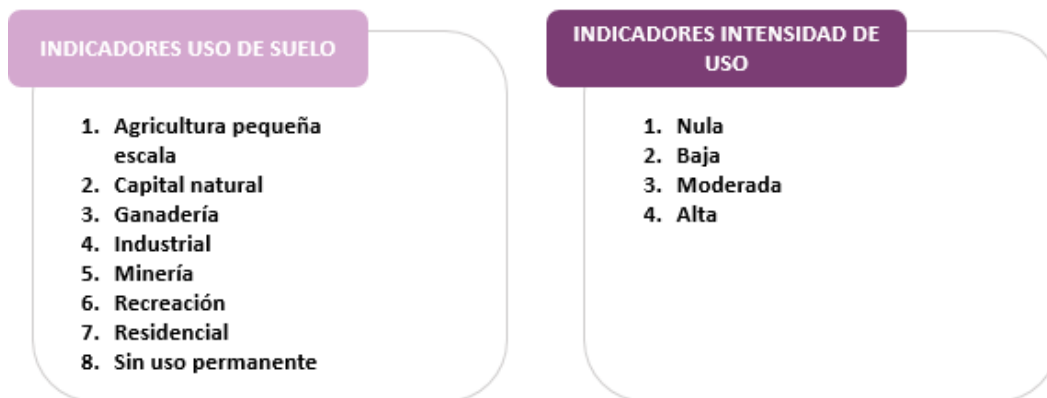 INDICADORES USO DE SUELO
1. Agricultura pequeña
escala
2. Capital natural
3. Ganadería
4. Industrial
5. Minería
6. Recreación
7. Residencial
8. Sin uso permanente
INDICADORES INTENSIDAD DE
USO
1. Nula
2. Baja
3. Moderada
4. Alta